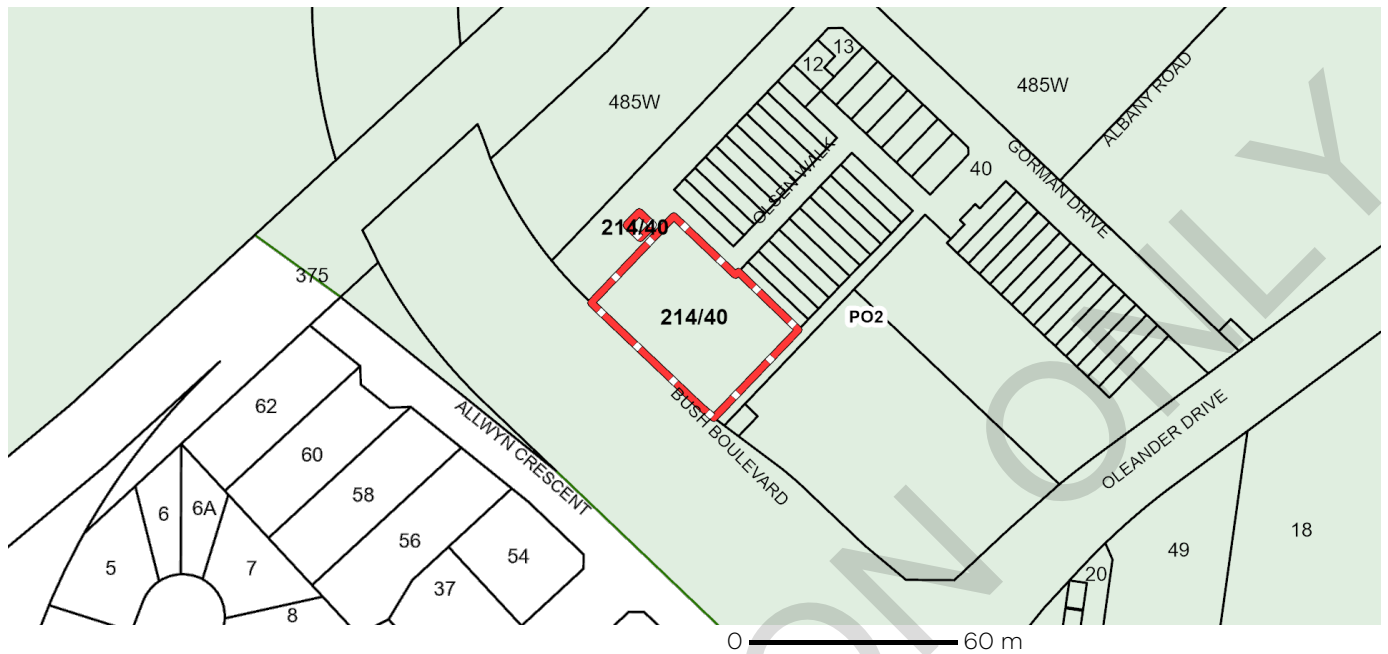 13
12
485W
485W
ALBANY ROAD
GORMAN DRIVE
40
OLSEN WALK
214/40
375
214/40
PO2
BUSH BOULEVARD
OLEANDER DRIVE
ALLWYN CRESCENT
62
60
58
56
54
37
6
6A
5
7
8
18
49
20
ON ONLY
0 60 m